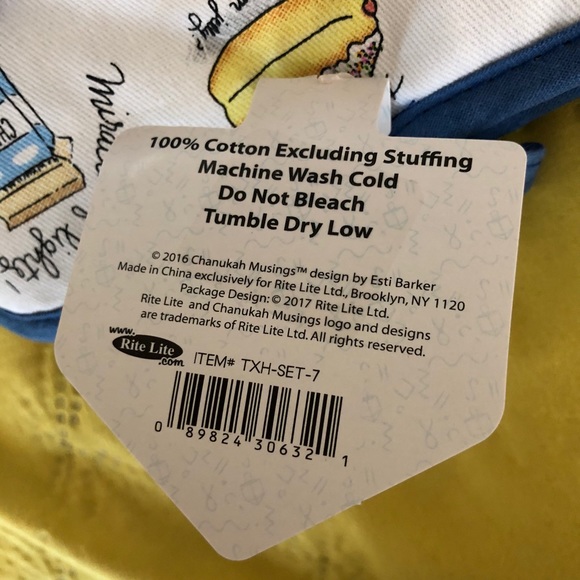 jelly
100% Cotton Excluding Stuffing
Machine Wash Cold
Do Not Bleach
Tumble Dry Low
© 2016 Chanukah Musings™ design by Esti Barker
Made in China exclusively for Rite Lite Ltd., Brooklyn, NY 1120
Package Design: © 2017 Rite Lite Ltd.
Rite Lite and Chanukah Musings logo and designs
are trademarks of Rite Lite Ltd. All rights reserved.
www.
Rite Lite
.com
ITEM# TXH-SET-7
0 89824 30632 1